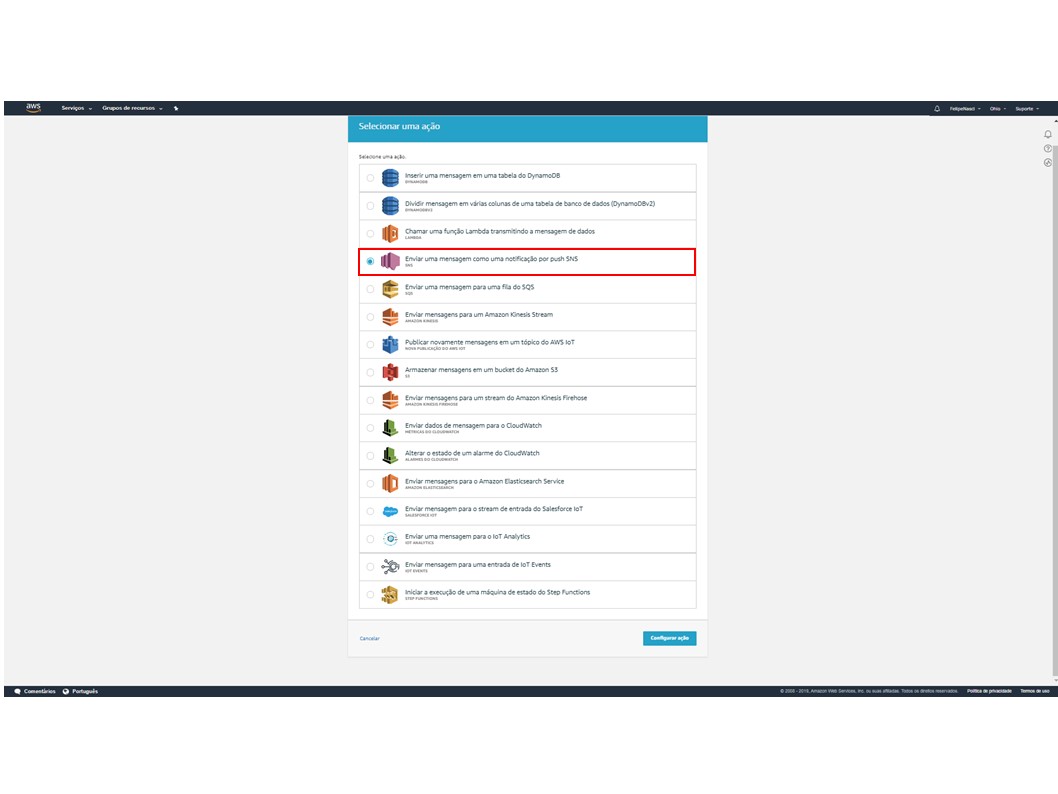 aws Serviços Grupos de recursos FelipeNasci Ohio Suporte
Selecionar uma ação
Selecione uma ação.
Inserir uma mensagem em uma tabela do DynamoDB
DYNAMODB
Dividir mensagem em várias colunas de uma tabela de banco de dados (DynamoDBv2)
DYNAMODBV2
Chamar uma função Lambda transmitindo a mensagem de dados
LAMBDA
Enviar uma mensagem como uma notificação por push SNS
SNS
Enviar uma mensagem para uma fila do SQS
SQS
Enviar mensagens para um Amazon Kinesis Stream
AMAZON KINESIS
Publicar novamente mensagens em um tópico do AWS IoT
NOVA PUBLICAÇÃO DO AWS IOT
Armazenar mensagens em um bucket do Amazon S3
S3
Enviar mensagens para um stream do Amazon Kinesis Firehose
AMAZON KINESIS FIREHOSE
Enviar dados de mensagem para o CloudWatch
MÉTRICAS DO CLOUDWATCH
Alterar o estado de um alarme do CloudWatch
ALARMES DO CLOUDWATCH
Enviar mensagens para o Amazon Elasticsearch Service
AMAZON ELASTICSEARCH
Enviar mensagem para o stream de entrada do Salesforce IoT
SALESFORCE IOT
Enviar uma mensagem para o IoT Analytics
IOT ANALYTICS
Enviar mensagem para uma entrada de IoT Events
IOT EVENTS
Iniciar a execução de uma máquina de estado do Step Functions
STEP FUNCTIONS
Cancelar Configurar ação
Comentários Português © 2008 - 2019, Amazon Web Services, Inc. ou suas afiliadas. Todos os direitos reservados. Política de privacidade Termos de uso